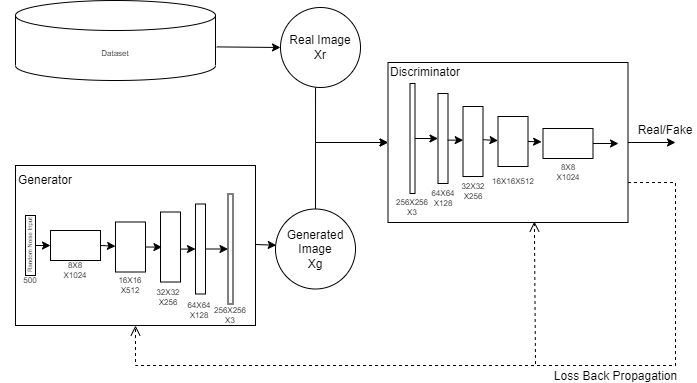 Dataset
Real Image
Xr
Discriminator
256X256
X3
64X64
X128
32X32
X256
16X16X512
8X8
X1024
Real/Fake
Generator
Random Noise Input
500
8X8
X1024
16X16
X512
32X32
X256
64X64
X128
256X256
X3
Generated
Image
Xg
Loss Back Propagation